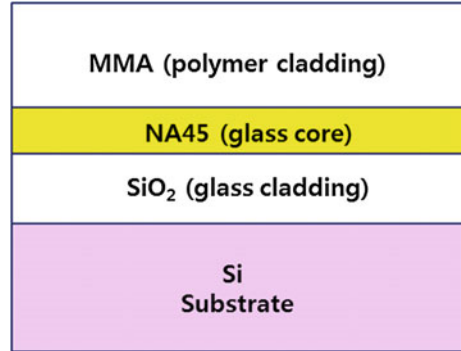 MMA (polymer cladding)
NA45 (glass core)
SiO₂ (glass cladding)
Si
Substrate